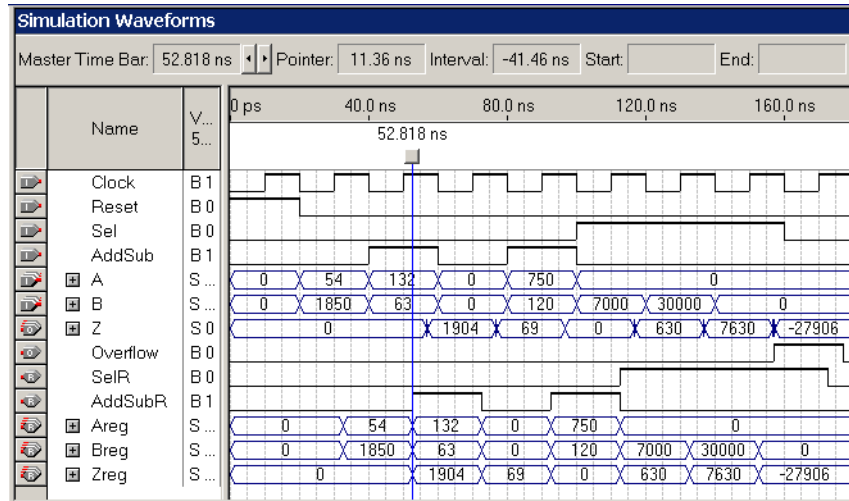 Simulation Waveforms
Master Time Bar: 52.818 ns Pointer: 11.36 ns Interval: -41.46 ns Start: End:
Name V... 5... 0 ps 40.0 ns 80.0 ns 120.0 ns 160.0 ns
52.818 ns
Clock B 1
Reset B 0
Sel B 0
AddSub B 1
A S ... 0 54 132 0 750 0
B S ... 0 1850 63 0 120 7000 30000 0
Z S 0 0 1904 69 0 630 7630 -27906
Overflow B 0
SelR B 0
AddSubR B 1
Areg S ... 0 54 132 0 750 0
Breg S ... 0 1850 63 0 120 7000 30000 0
Zreg S ... 0 1904 69 0 630 7630 -27906